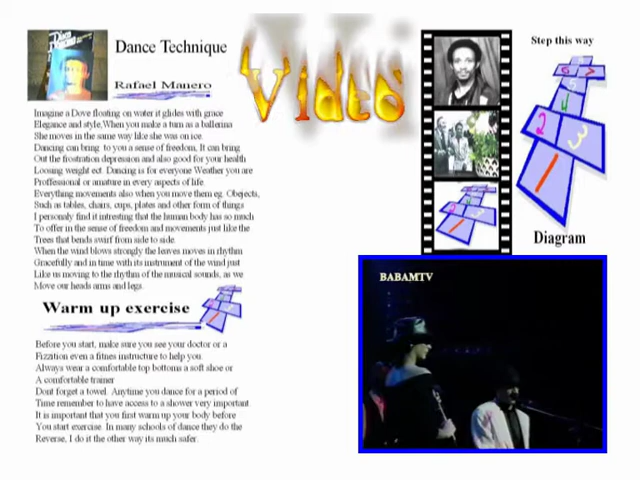 Dance Technique
Rafael Manero
Imagine a Dove floating on water it glides with grace
Elegance and style,When you make a turn as a ballerina
She moves in the same way like she was on ice.
Dancing can bring to you a sense of freedom, It can bring
Out the frostration depression and also good for your health
Loosing weight ect. Dancing is for everyone Weather you are
Proffessional or amature in every aspects of life.
Everything movements also when you move them eg. Obejects,
Such as tables, chairs, cups, plates and other form of things
I personaly find it intresting that the human body has so much
To offer in the sense of freedom and movements just like the
Trees that bends swirf from side to side.
When the wind blows strongly the leaves moves in rhythm
Gracefully and in time with its instrument of the wind just
Like us moving to the rhythm of the musical sounds, as we
Move our heads arms and legs.
Warm up exercise
Before you start, make sure you see your doctor or a
Fizzation even a fitnes instructure to help you.
Always wear a comfortable top bottoms a soft shoe or
A comfortable trainer
Dont forget a towel. Anytime you dance for a period of
Time remember to have access to a shower very important.
It is important that you first warm up your body before
You start exercise. In many schools of dance they do the
Reverse, I do it the other way its much safer.
Video
Step this way
6 7
5
4
2 3
1
Diagram
BABAMTV